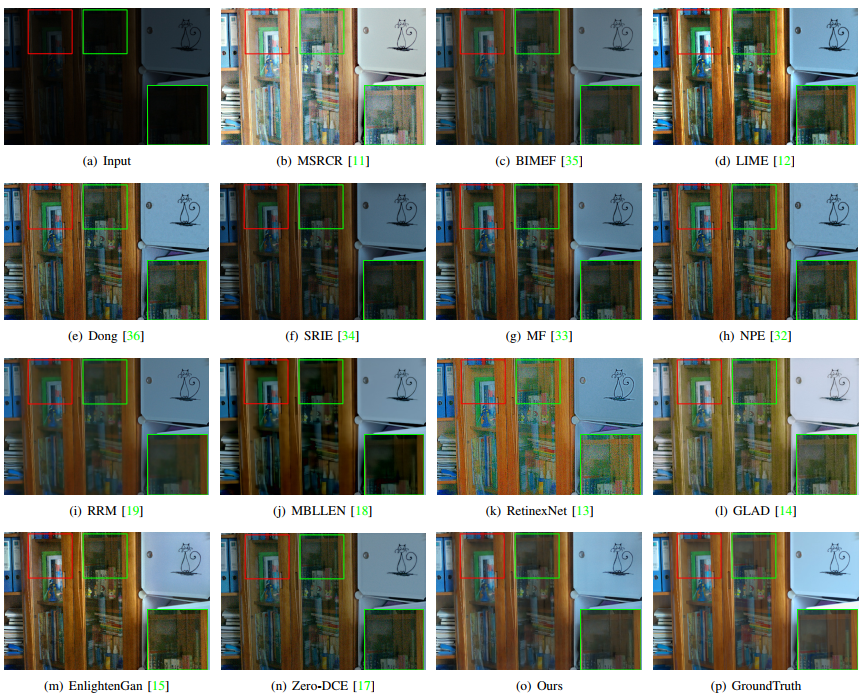 (a) Input
(b) MSRCR [11]
(c) BIMEF [35]
(d) LIME [12]
(e) Dong [36]
(f) SRIE [34]
(g) MF [33]
(h) NPE [32]
(i) RRM [19]
(j) MBLLEN [18]
(k) RetinexNet [13]
(l) GLAD [14]
(m) EnlightenGan [15]
(n) Zero-DCE [17]
(o) Ours
(p) GroundTruth